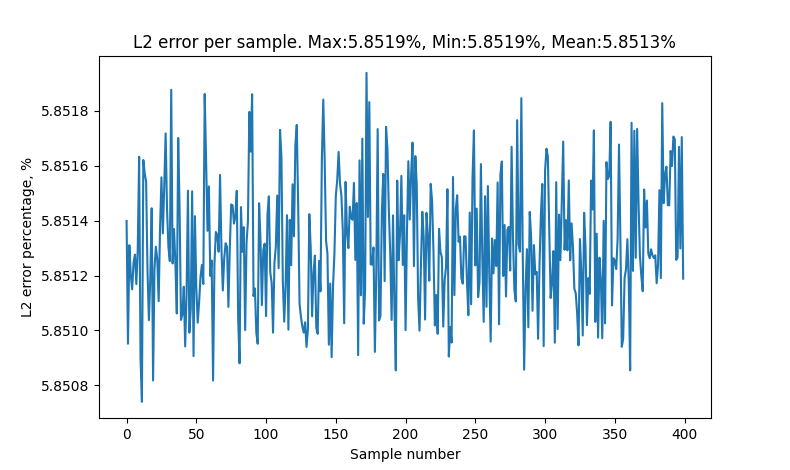 L2 error per sample. Max:5.8519%, Min:5.8519%, Mean:5.8513%
5.8518
5.8516
5.8514
5.8512
5.8510
5.8508
L2 error percentage, %
0 50 100 150 200 250 300 350 400
Sample number